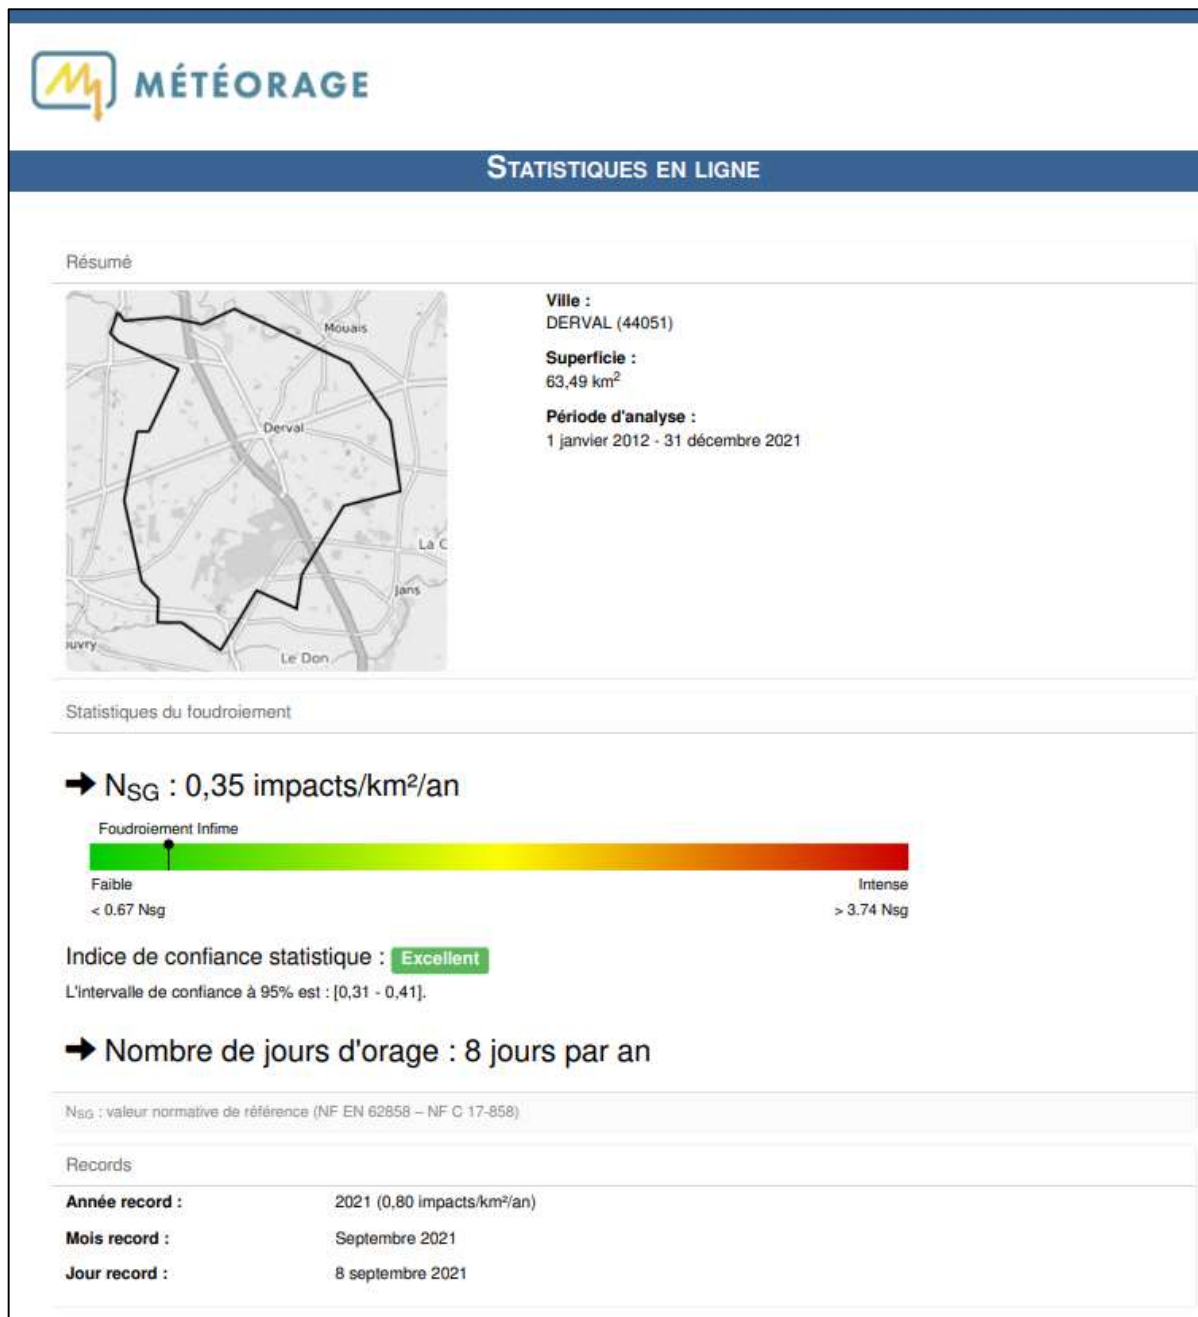 MÉTÉORAGE
STATISTIQUES EN LIGNE
Résumé
Mouais
Derval
La C
Jans
ouvry
Le Don
Ville :
DERVAL (44051)
Superficie :
63,49 km²
Période d'analyse :
1 janvier 2012 - 31 décembre 2021
Statistiques du foudroiement
➔ NSG : 0,35 impacts/km²/an
Foudroiement Infime
Faible Intense
< 0.67 Nsg > 3.74 Nsg
Indice de confiance statistique : Excellent
L'intervalle de confiance à 95% est : [0,31 - 0,41].
➔ Nombre de jours d'orage : 8 jours par an
NSG : valeur normative de référence (NF EN 62858 – NF C 17-858)
Records
Année record : 2021 (0,80 impacts/km²/an)
Mois record : Septembre 2021
Jour record : 8 septembre 2021